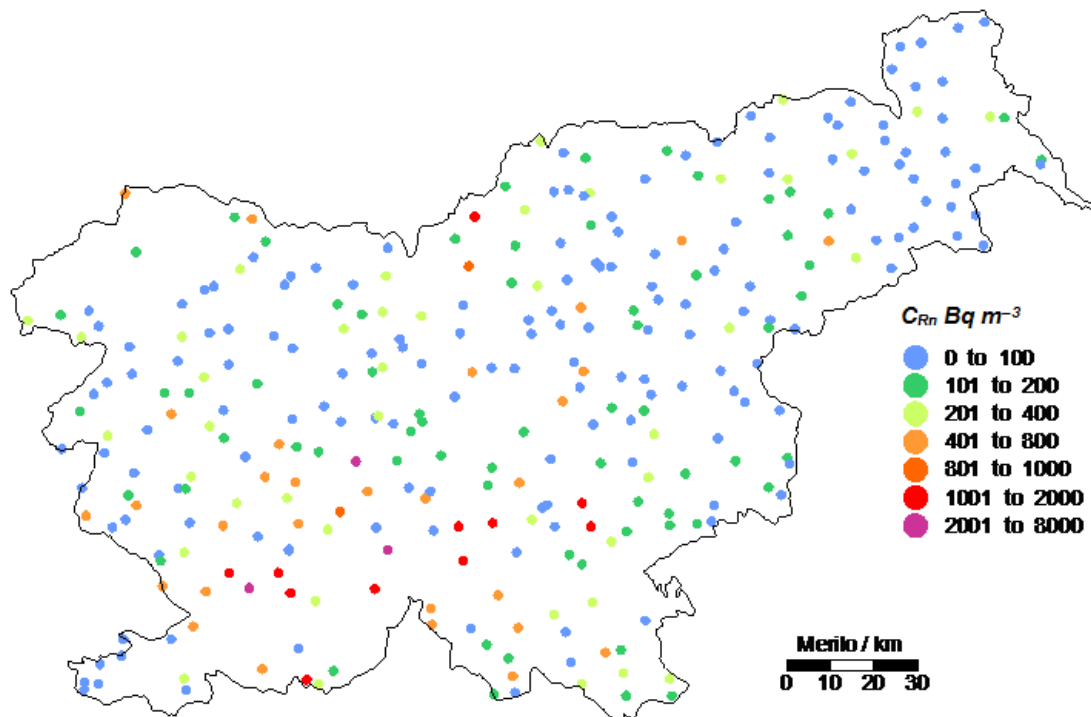 C_Rn Bq m⁻³
0 to 100
101 to 200
201 to 400
401 to 800
801 to 1000
1001 to 2000
2001 to 8000
Merilo / km
0 10 20 30